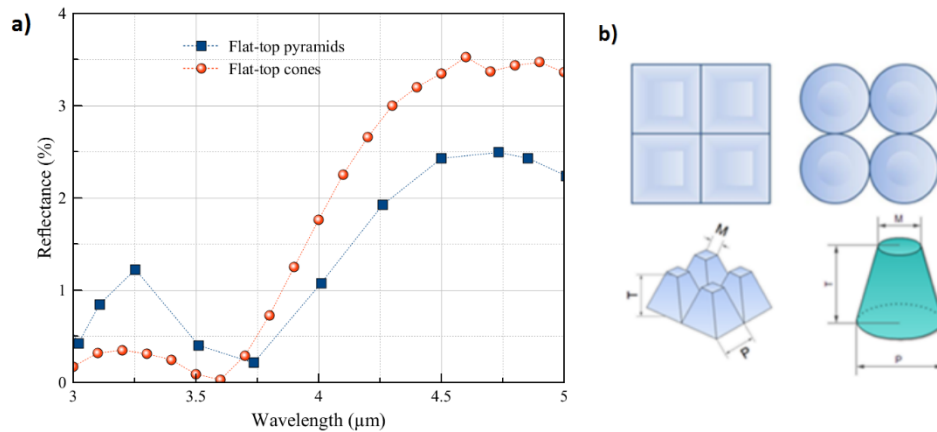 a)
Flat-top pyramids
Flat-top cones
4
3
2
1
0
Reflectance (%)
3
3.5
4
4.5
5
Wavelength (µm)
b)
M
T
P
M
T
P